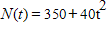 N(t) = 350+40t²